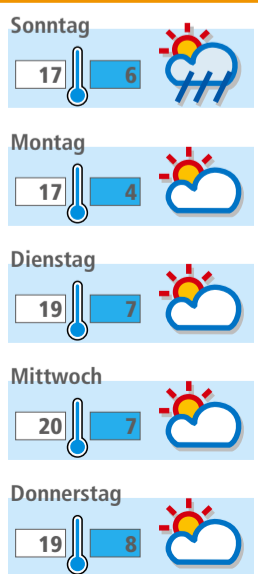 Sonntag
17 6
Montag
17 4
Dienstag
19 7
Mittwoch
20 7
Donnerstag
19 8